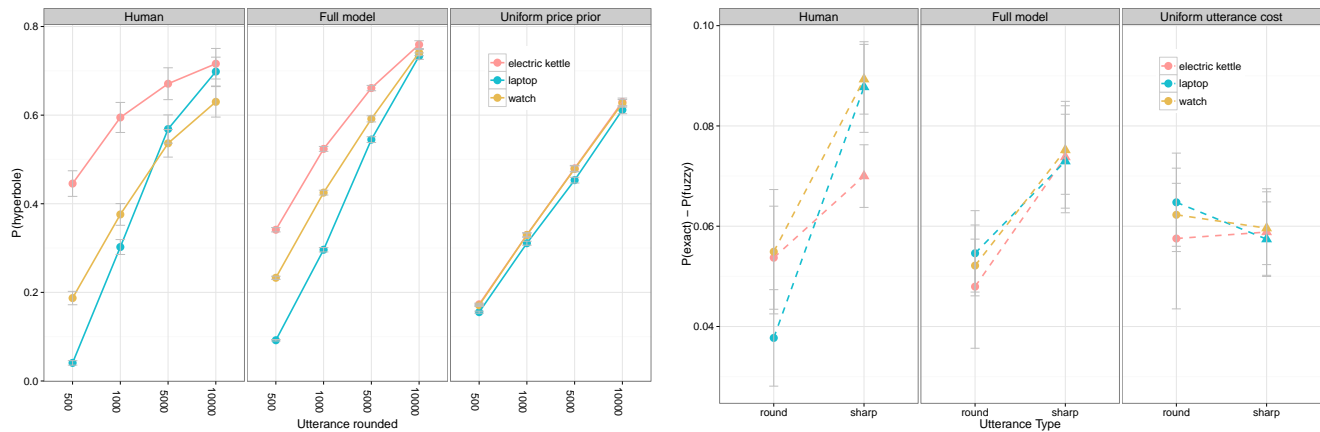 Human
Full model
Uniform price prior
0.8
0.6
0.4
0.2
0.0
P(hyperbole)
electric kettle
laptop
watch
500
1000
5000
10000
500
1000
5000
10000
500
1000
5000
10000
Utterance rounded
Human
Full model
Uniform utterance cost
0.10
0.08
0.06
0.04
P(exact) − P(fuzzy)
electric kettle
laptop
watch
round
sharp
round
sharp
round
sharp
Utterance Type